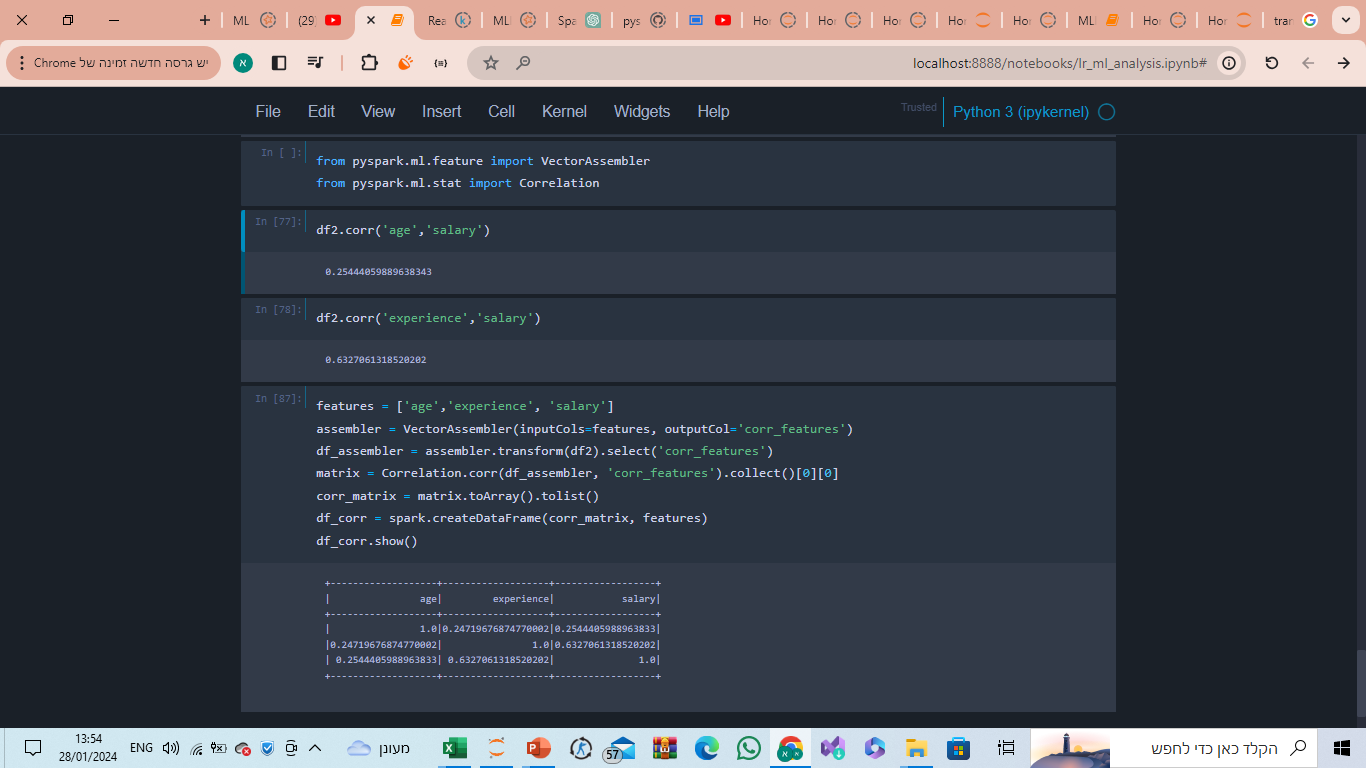 ML
(29)
Rea
MLI
Spa
pys
Hor
Hor
Hor
Hor
Hor
MLI
Hor
Hor
tran
יש גרסה חדשה זמינה של Chrome
א
localhost:8888/notebooks/lr_ml_analysis.ipynb#
File Edit View Insert Cell Kernel Widgets Help
Trusted
Python 3 (ipykernel)
In [ ]:
from pyspark.ml.feature import VectorAssembler
from pyspark.ml.stat import Correlation
In [77]:
df2.corr('age','salary')
0.25444059889638343
In [78]:
df2.corr('experience','salary')
0.6327061318520202
In [87]:
features = ['age','experience', 'salary']
assembler = VectorAssembler(inputCols=features, outputCol='corr_features')
df_assembler = assembler.transform(df2).select('corr_features')
matrix = Correlation.corr(df_assembler, 'corr_features').collect()[0][0]
corr_matrix = matrix.toArray().tolist()
df_corr = spark.createDataFrame(corr_matrix, features)
df_corr.show()
+-------------------+-------------------+------------------+
|                age|         experience|            salary|
+-------------------+-------------------+------------------+
|                1.0|0.24719676874770002|0.2544405988963833|
|0.24719676874770002|                1.0|0.6327061318520202|
| 0.2544405988963833| 0.6327061318520202|               1.0|
+-------------------+-------------------+------------------+
13:54
28/01/2024
ENG
מעונן
57
הקלד כאן כדי לחפש